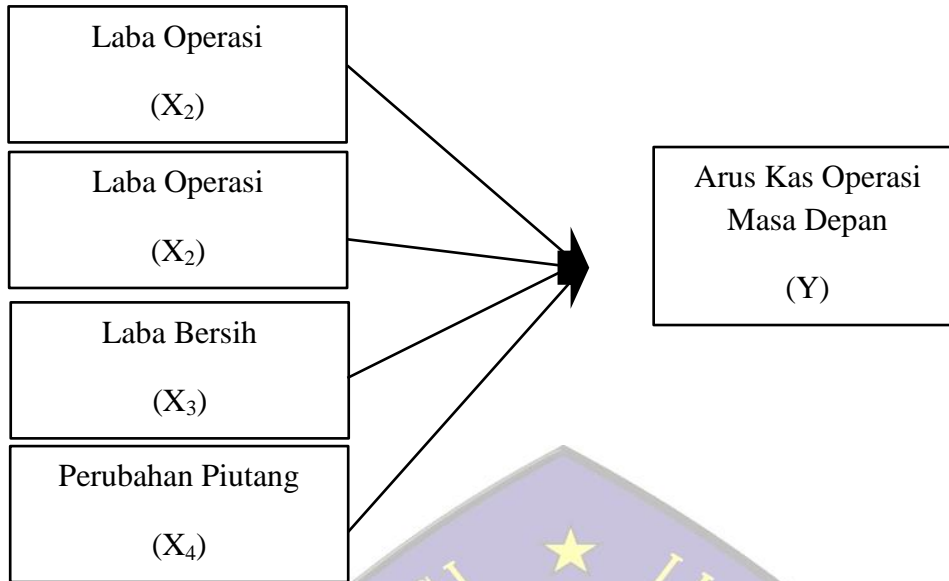 Laba Operasi
(X₂)
Laba Operasi
(X₂)
Laba Bersih
(X₃)
Perubahan Piutang
(X₄)
Arus Kas Operasi
Masa Depan
(Y)